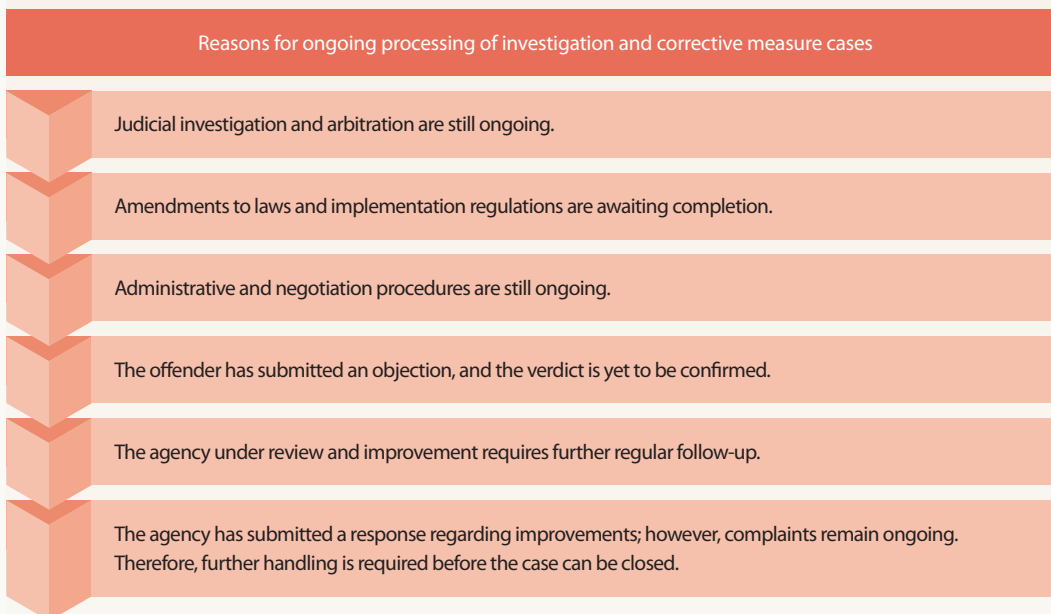 Reasons for ongoing processing of investigation and corrective measure cases
Judicial investigation and arbitration are still ongoing.
Amendments to laws and implementation regulations are awaiting completion.
Administrative and negotiation procedures are still ongoing.
The offender has submitted an objection, and the verdict is yet to be confirmed.
The agency under review and improvement requires further regular follow-up.
The agency has submitted a response regarding improvements; however, complaints remain ongoing.
Therefore, further handling is required before the case can be closed.